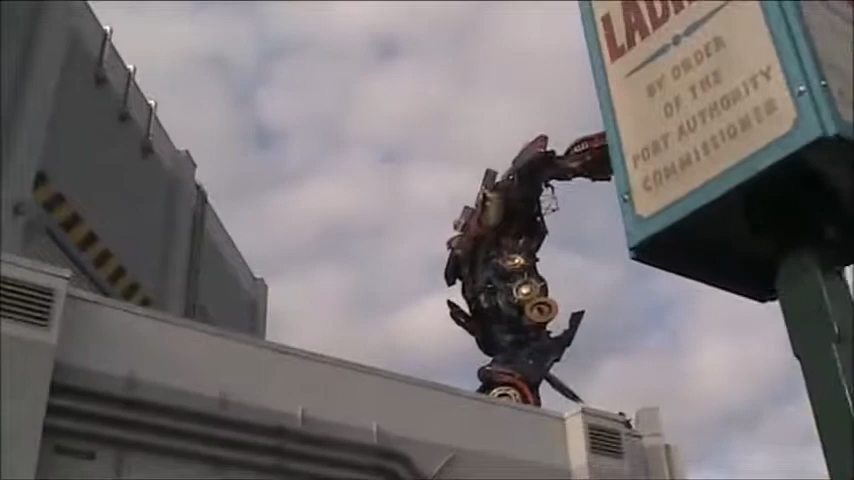 BY ORDER
OF THE
PORT AUTHORITY
COMMISSIONER